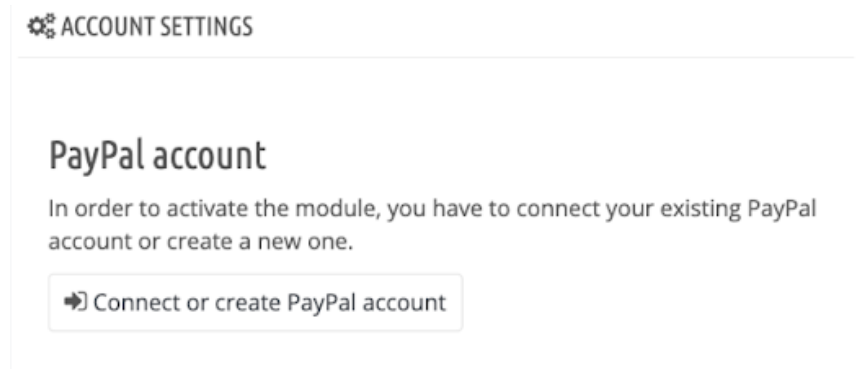 ACCOUNT SETTINGS
PayPal account
In order to activate the module, you have to connect your existing PayPal
account or create a new one.
Connect or create PayPal account